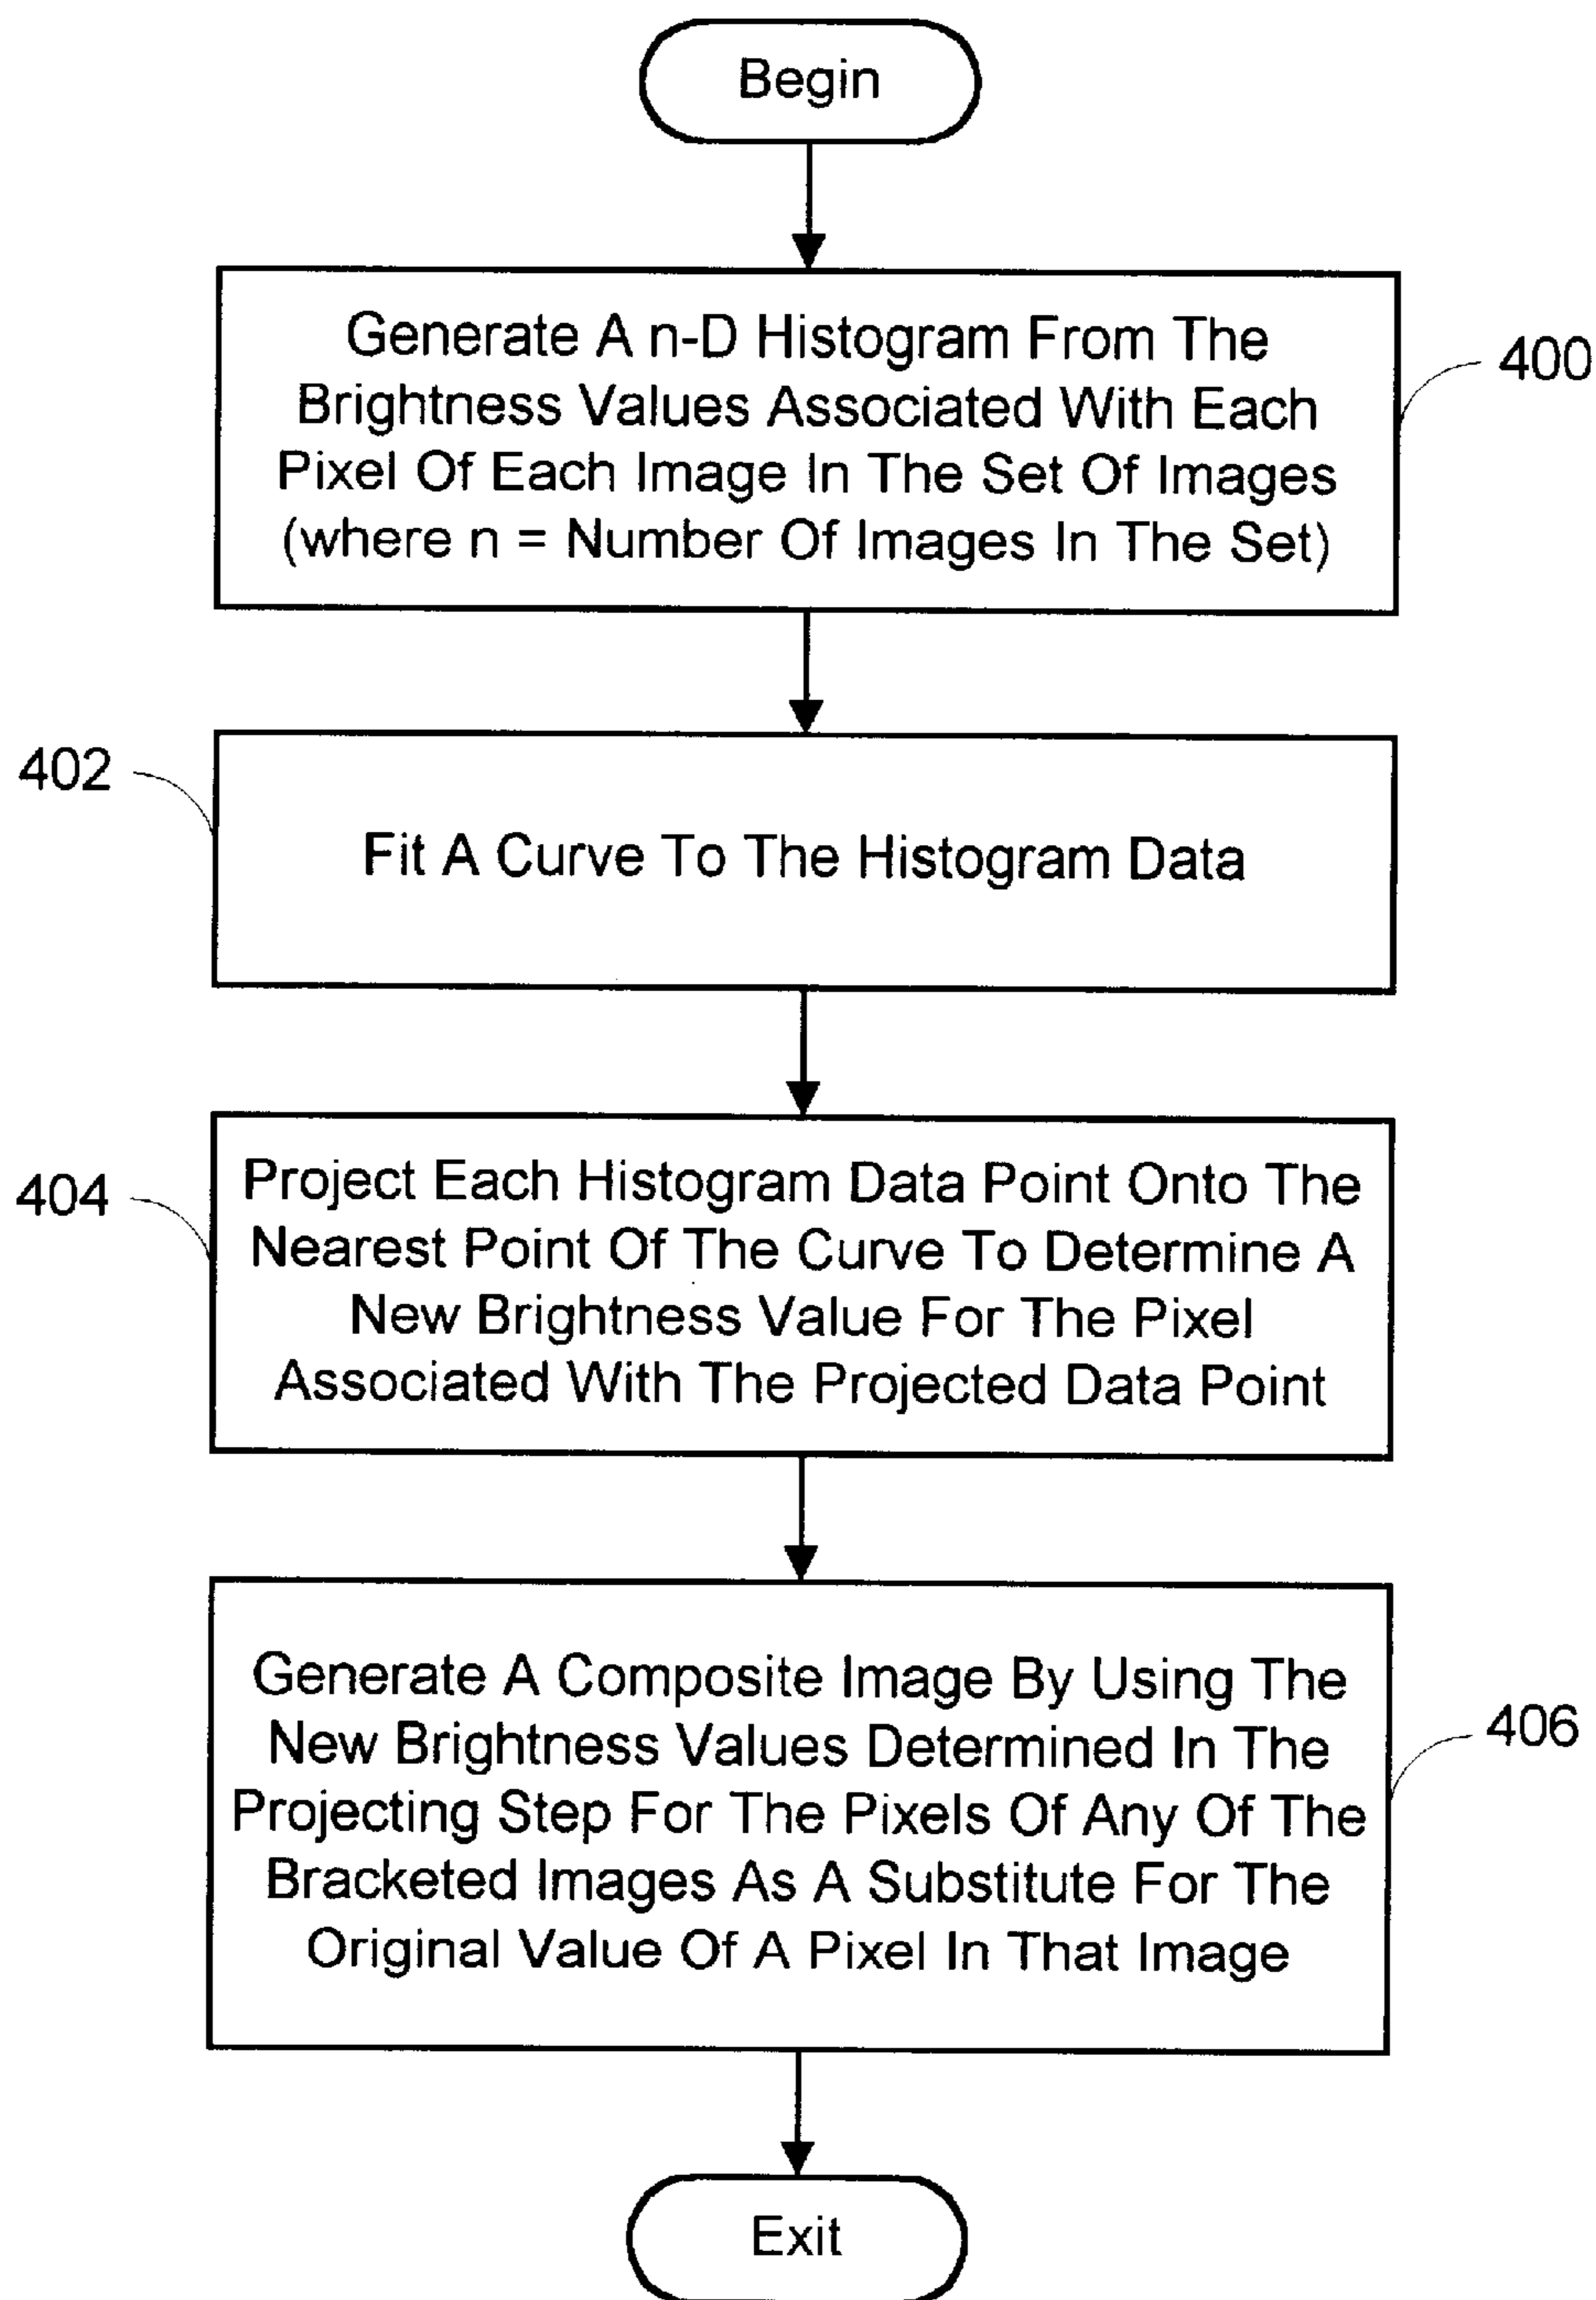 Begin
Generate A n-D Histogram From The
Brightness Values Associated With Each
Pixel Of Each Image In The Set Of Images
(where n = Number Of Images In The Set)
400
402
Fit A Curve To The Histogram Data
404
Project Each Histogram Data Point Onto The
Nearest Point Of The Curve To Determine A
New Brightness Value For The Pixel
Associated With The Projected Data Point
Generate A Composite Image By Using The
New Brightness Values Determined In The
Projecting Step For The Pixels Of Any Of The
Bracketed Images As A Substitute For The
Original Value Of A Pixel In That Image
406
Exit